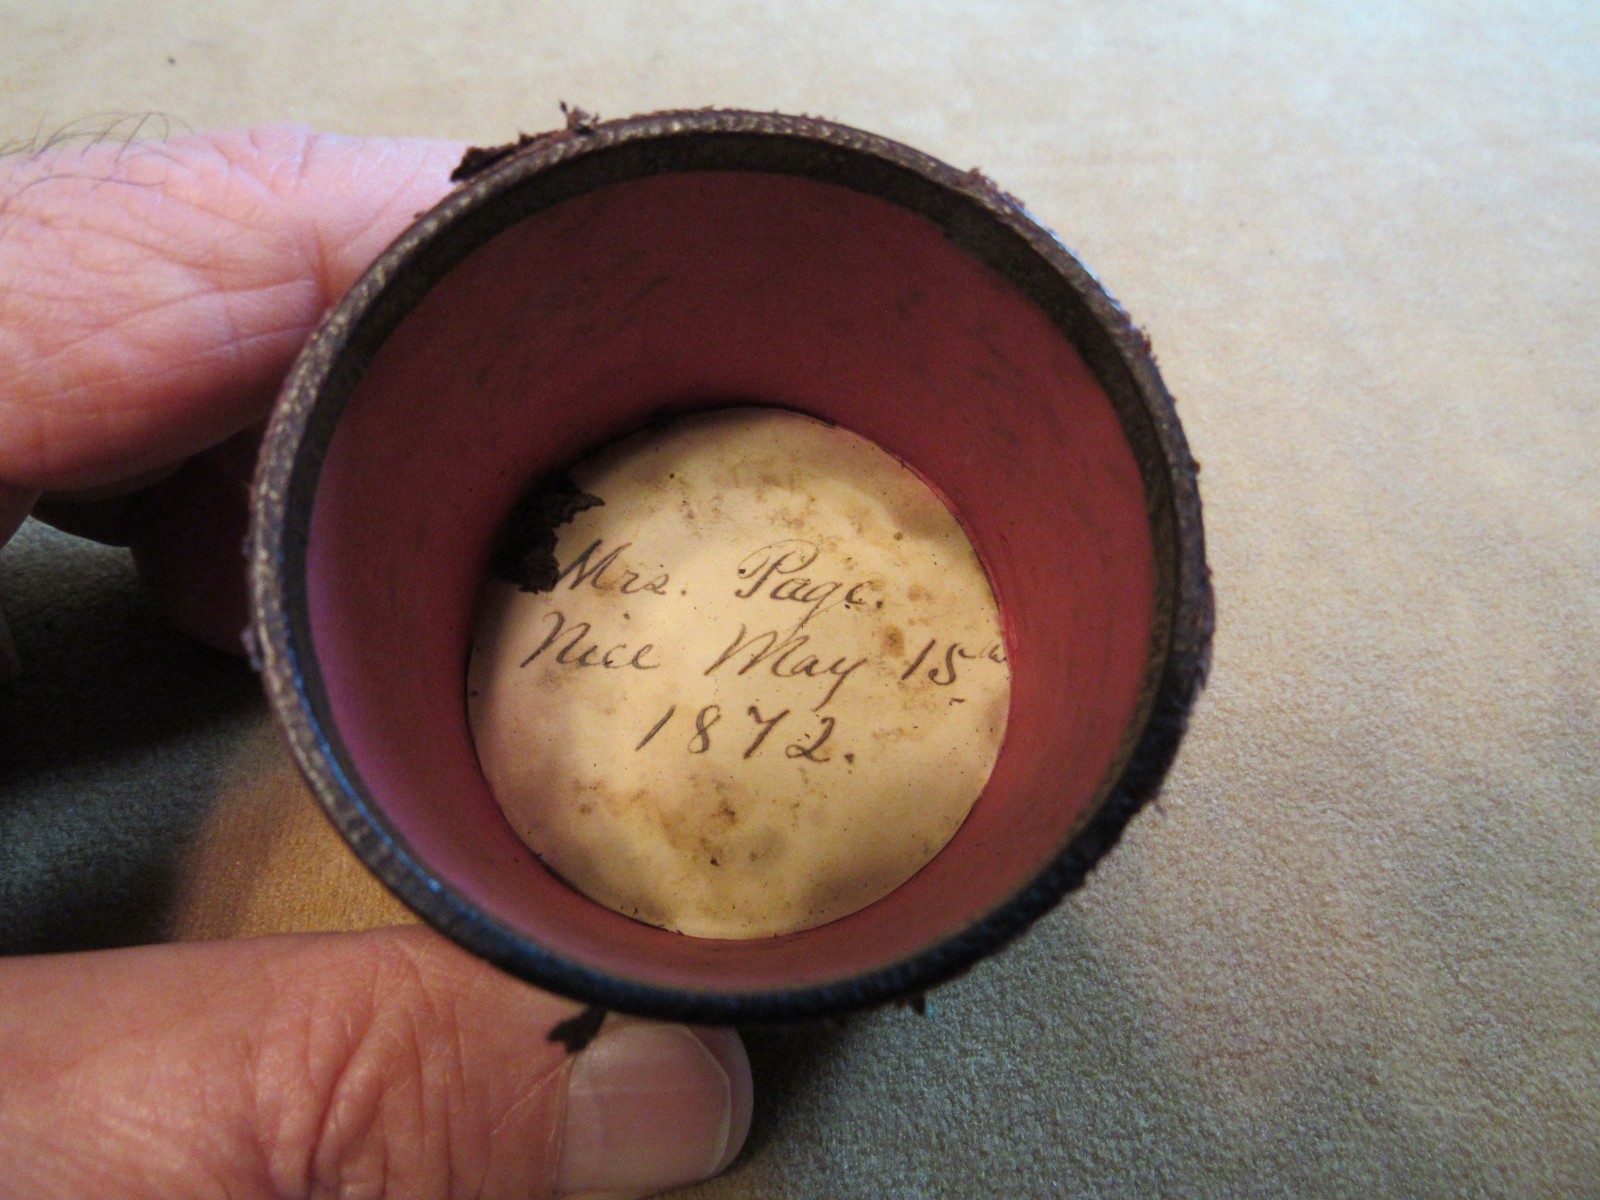 Mrs. Page.
Nice May 15th
1872.